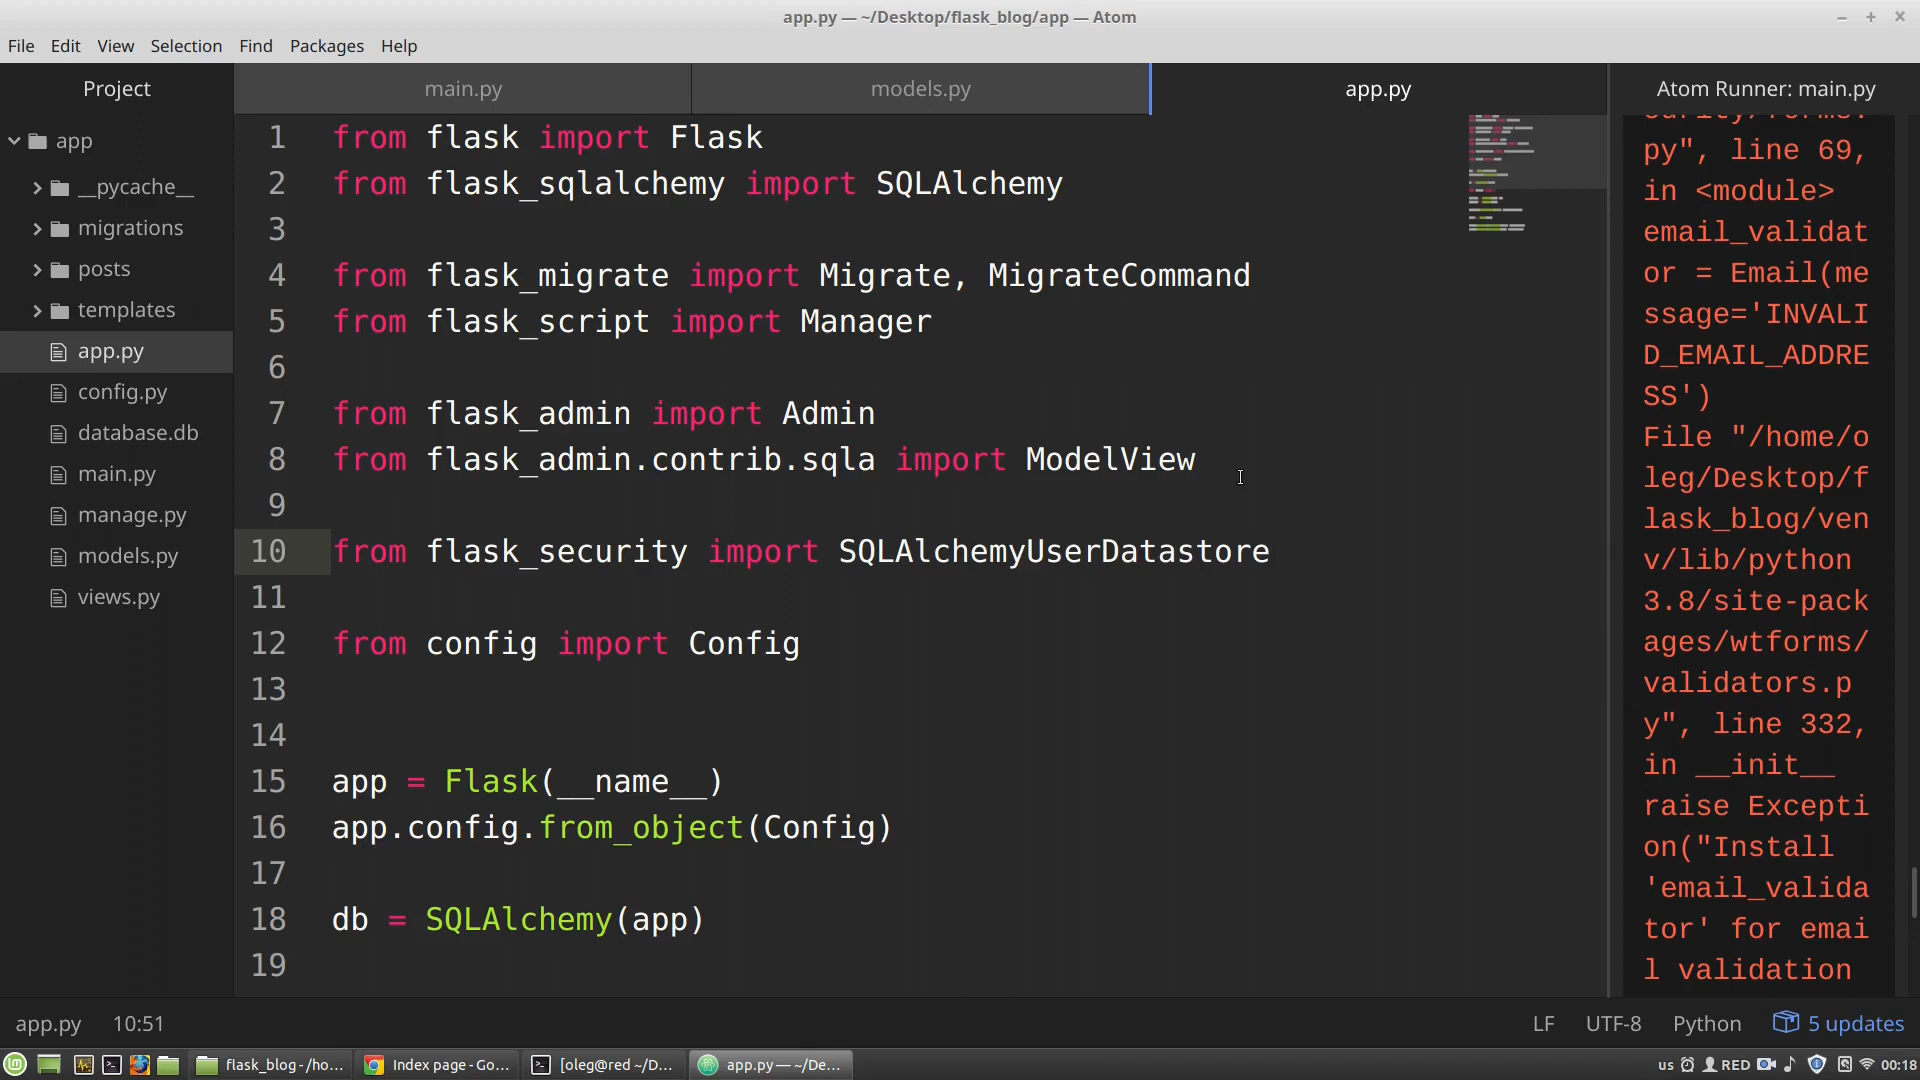 app.py — ~/Desktop/flask_blog/app — Atom
File Edit View Selection Find Packages Help
Project
main.py
models.py
app.py
Atom Runner: main.py
app
__pycache__
migrations
posts
templates
app.py
config.py
database.db
main.py
manage.py
models.py
views.py
1 from flask import Flask
2 from flask_sqlalchemy import SQLAlchemy
3
4 from flask_migrate import Migrate, MigrateCommand
5 from flask_script import Manager
6
7 from flask_admin import Admin
8 from flask_admin.contrib.sqla import ModelView
9
10 from flask_security import SQLAlchemyUserDatastore
11
12 from config import Config
13
14
15 app = Flask(__name__)
16 app.config.from_object(Config)
17
18 db = SQLAlchemy(app)
19
curity/forms.
py", line 69,
in <module>
email_validat
or = Email(me
ssage='INVALI
D_EMAIL_ADDRE
SS')
File "/home/o
leg/Desktop/f
lask_blog/ven
v/lib/python
3.8/site-pack
ages/wtforms/
validators.p
y", line 332,
in __init__
raise Excepti
on("Install
'email_valida
tor' for emai
l validation
app.py 10:51
LF UTF-8 Python 5 updates
flask_blog - /ho...
Index page - Go...
[oleg@red ~/D...
app.py — ~/De...
us RED 00:18